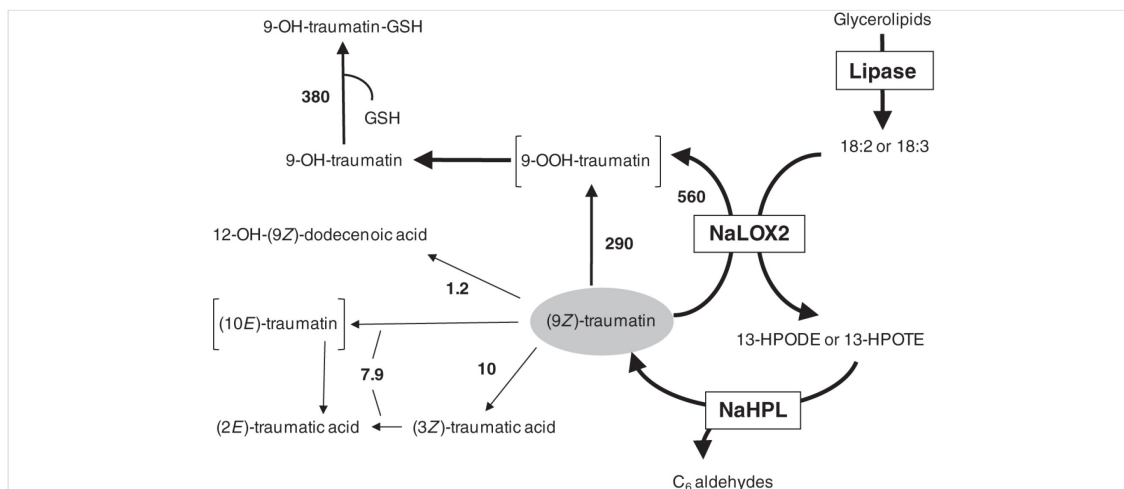 9-OH-traumatin-GSH
Glycerolipids
Lipase
380
GSH
9-OH-traumatin
9-OOH-traumatin
18:2 or 18:3
560
NaLOX2
12-OH-(9Z)-dodecenoic acid
290
1.2
(10E)-traumatin
(9Z)-traumatin
13-HPODE or 13-HPOTE
7.9
10
NaHPL
(2E)-traumatic acid
(3Z)-traumatic acid
C6 aldehydes